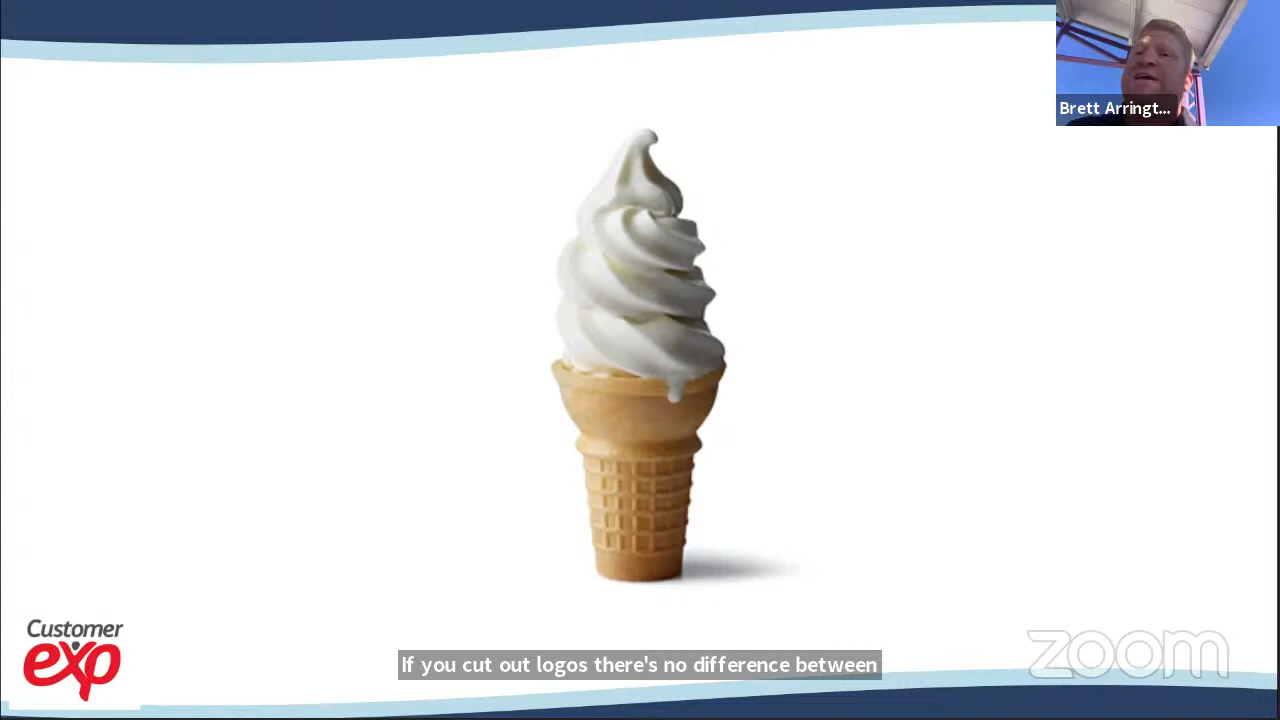 Brett Arringt...
Customer
exp
If you cut out logos there's no difference between
zoom